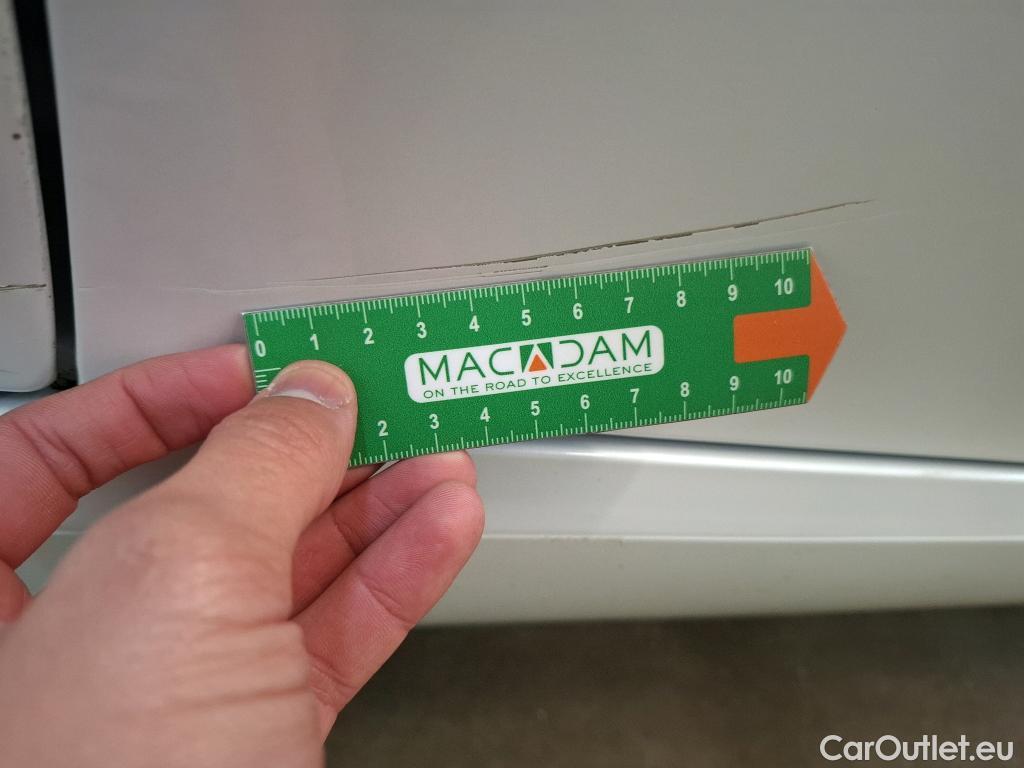 0 1 2 3 4 5 6 7 8 9 10
MACADAM
ON THE ROAD TO EXCELLENCE
2 3 4 5 6 7 8 9 10
CarOutlet.eu